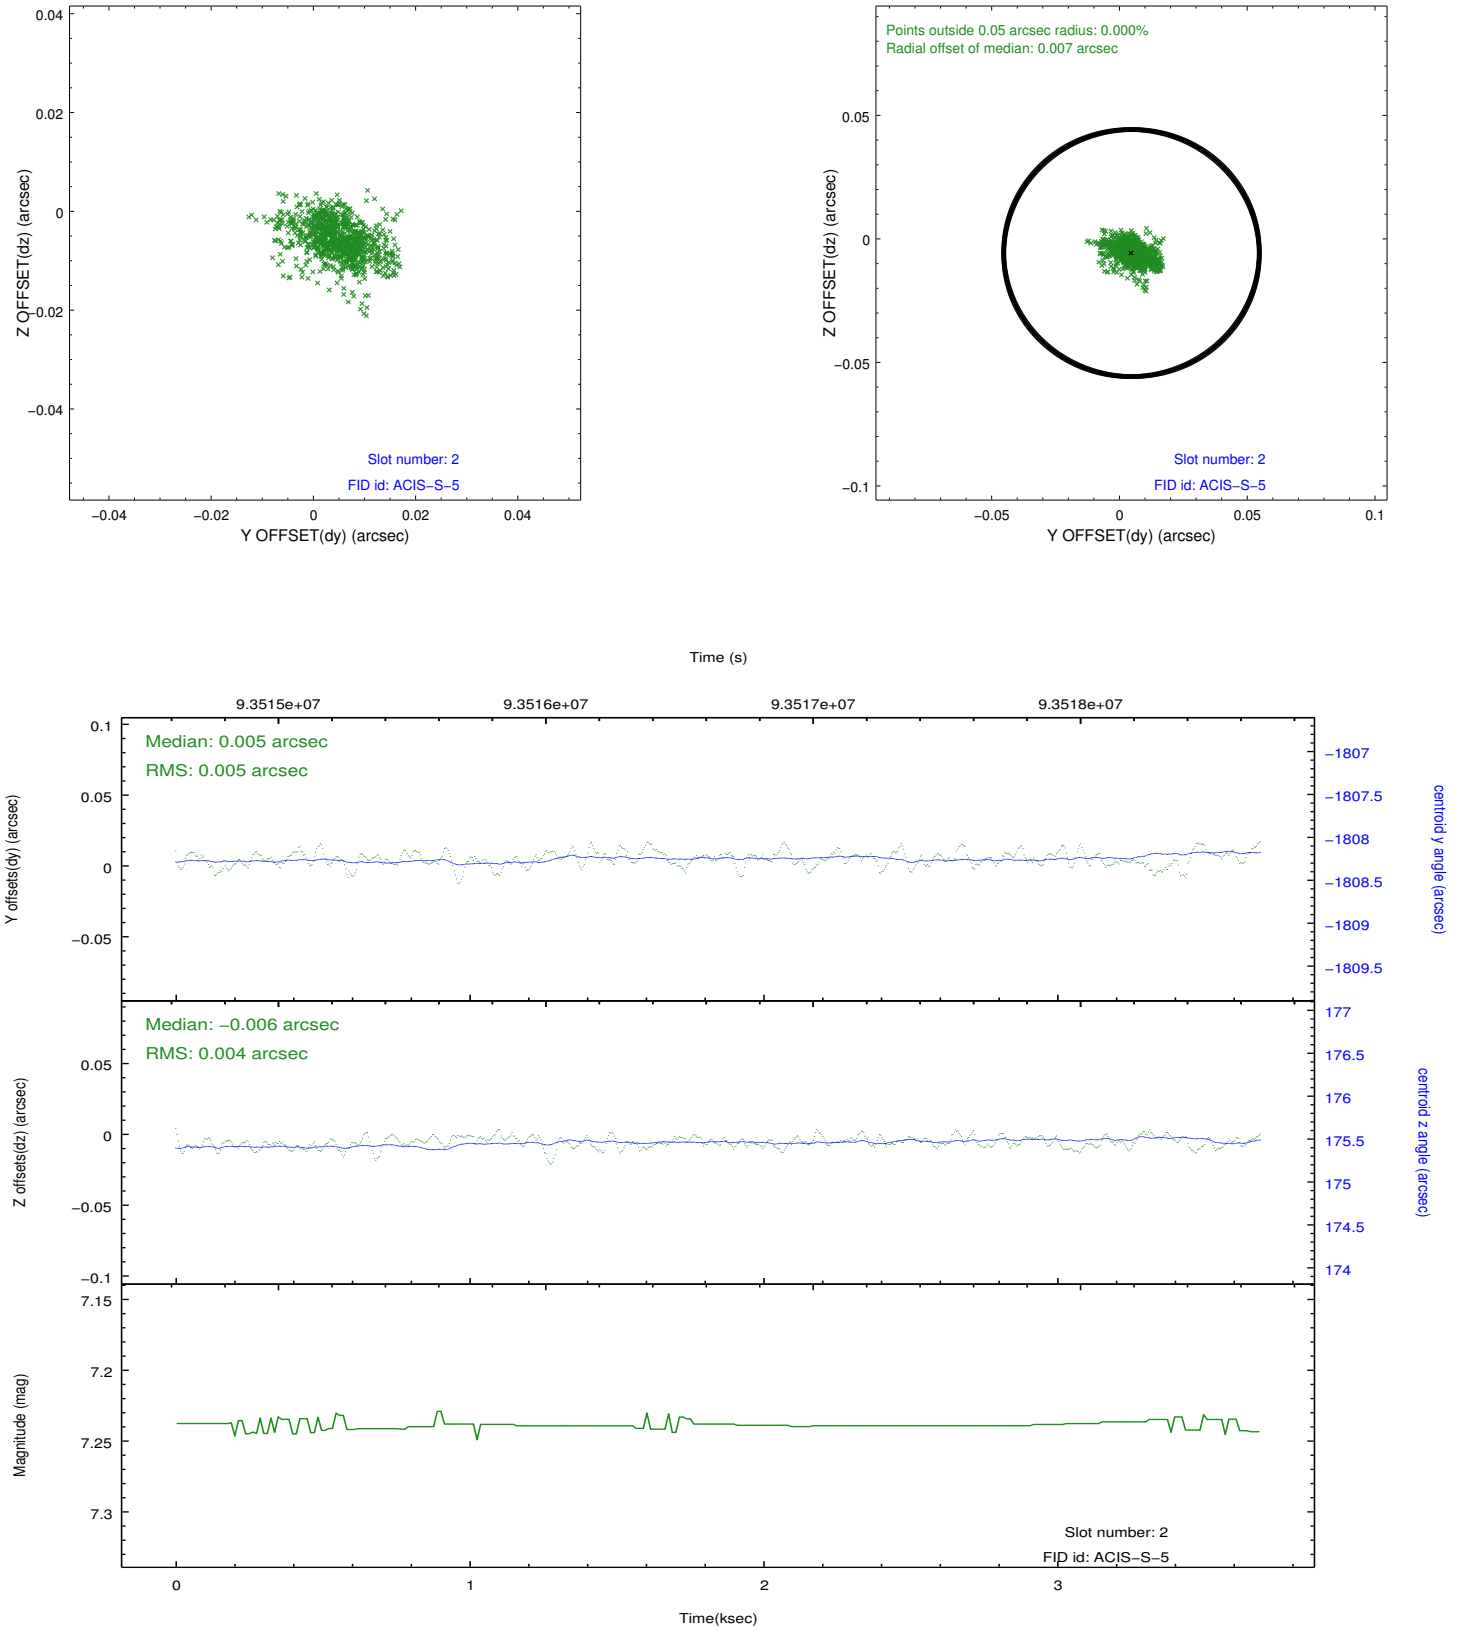 0.04
0.02
0
−0.02
−0.04
Z OFFSET(dz) (arcsec)
Slot number: 2
FID id: ACIS−S−5
−0.04
−0.02
0
0.02
0.04
Y OFFSET(dy) (arcsec)
Points outside 0.05 arcsec radius: 0.000%
Radial offset of median: 0.007 arcsec
0.05
0
−0.05
−0.1
Z OFFSET(dz) (arcsec)
Slot number: 2
FID id: ACIS−S−5
−0.05
0
0.05
0.1
Y OFFSET(dy) (arcsec)
Time (s)
9.3515e+07
9.3516e+07
9.3517e+07
9.3518e+07
Median: 0.005 arcsec
RMS: 0.005 arcsec
0.1
0.05
0
−0.05
Y offsets(dy) (arcsec)
−1807
−1807.5
−1808
−1808.5
−1809
−1809.5
centroid y angle (arcsec)
Median: −0.006 arcsec
RMS: 0.004 arcsec
0.05
0
−0.05
−0.1
Z offsets(dz) (arcsec)
177
176.5
176
175.5
175
174.5
174
centroid z angle (arcsec)
7.15
7.2
7.25
7.3
Magnitude (mag)
Slot number: 2
FID id: ACIS−S−5
0
1
2
3
Time(ksec)